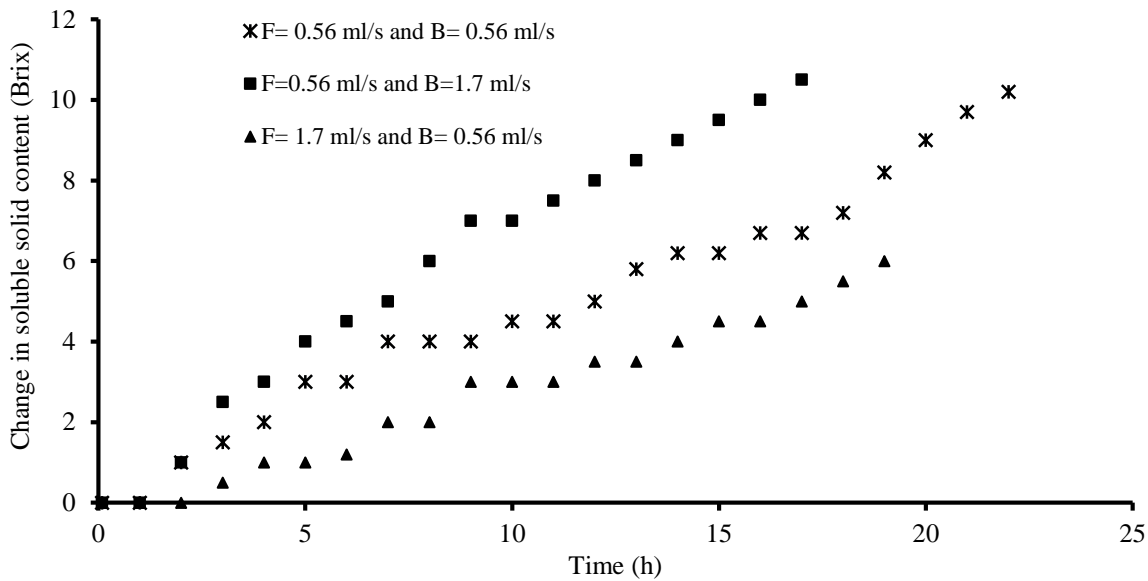 12
10
8
6
4
2
0
0
5
10
15
20
25
Change in soluble solid content (Brix)
Time (h)
F= 0.56 ml/s and B= 0.56 ml/s
F=0.56 ml/s and B=1.7 ml/s
F= 1.7 ml/s and B= 0.56 ml/s